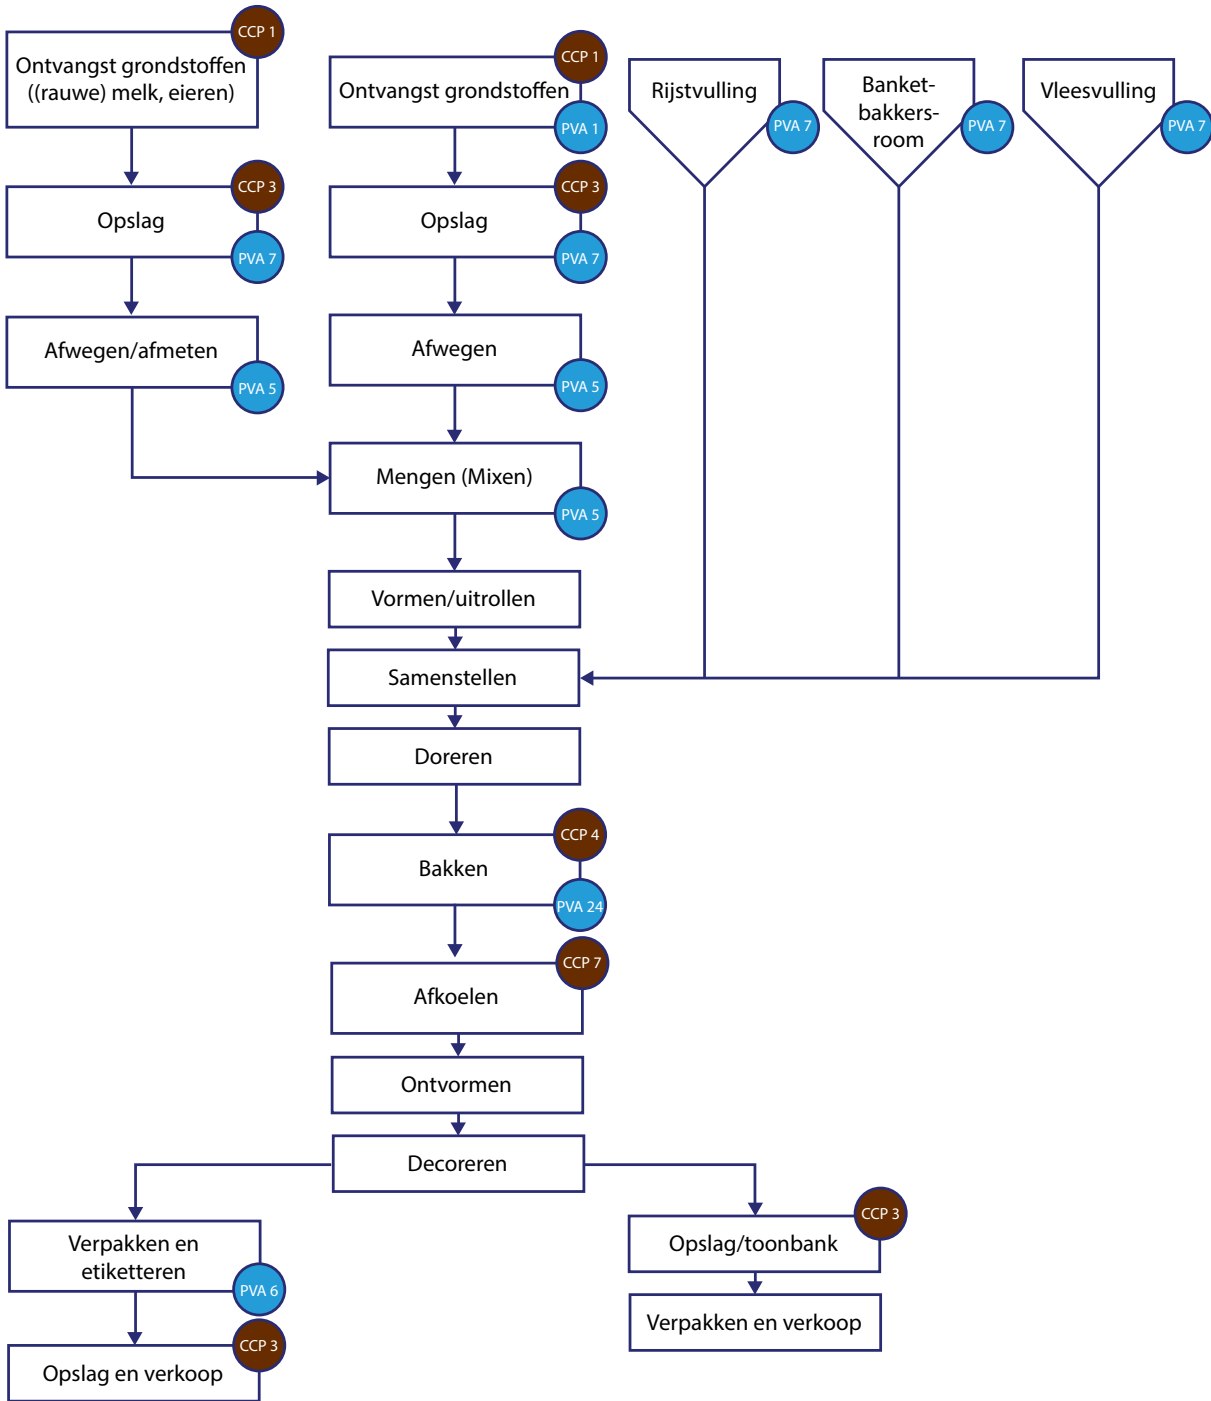 CCP 1
Ontvangst grondstoffen
((rauwe) melk, eieren)
CCP 1
Ontvangst grondstoffen
PVA 1
Rijstvulling
PVA 7
Banket-
bakkers-
room
PVA 7
Vleesvulling
PVA 7
CCP 3
Opslag
PVA 7
CCP 3
Opslag
PVA 7
Afwegen/afmeten
PVA 5
Afwegen
PVA 5
Mengen (Mixen)
PVA 5
Vormen/uitrollen
Samenstellen
Doreren
CCP 4
Bakken
PVA 24
CCP 7
Afkoelen
Ontvormen
Decoreren
Verpakken en
etiketteren
PVA 6
CCP 3
Opslag en verkoop
CCP 3
Opslag/toonbank
Verpakken en verkoop